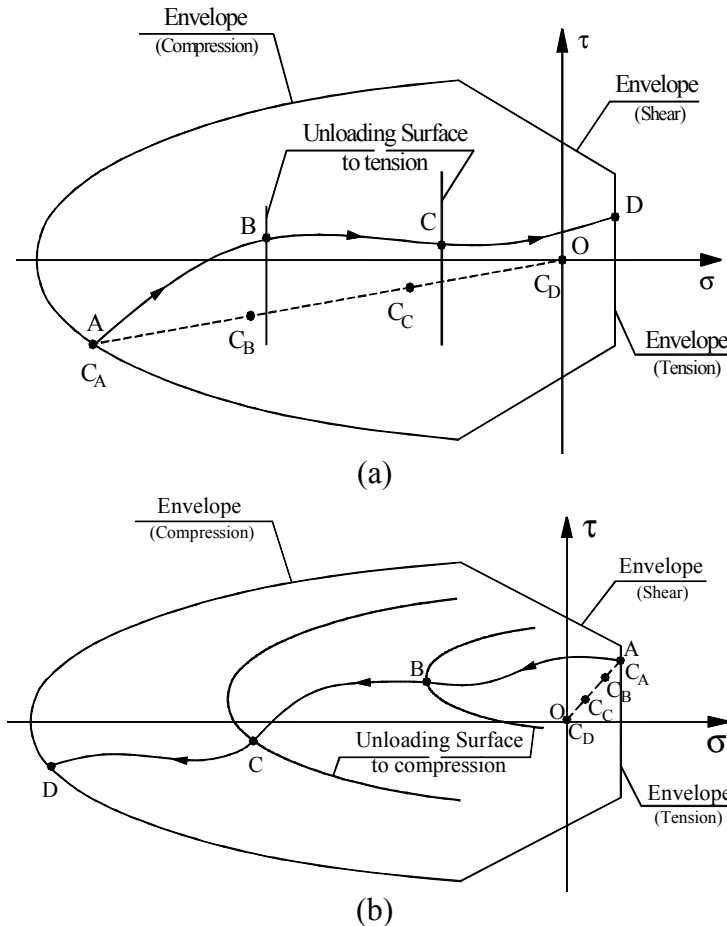 Envelope
(Compression)
τ
Envelope
(Shear)
Unloading Surface
to tension
B
C
D
O
σ
A
C_A
C_B
C_C
C_D
Envelope
(Tension)
(a)
Envelope
(Compression)
τ
Envelope
(Shear)
A
B
C_A
C_B
C_C
O
C_D
σ
Unloading Surface
to compression
C
D
Envelope
(Tension)
(b)